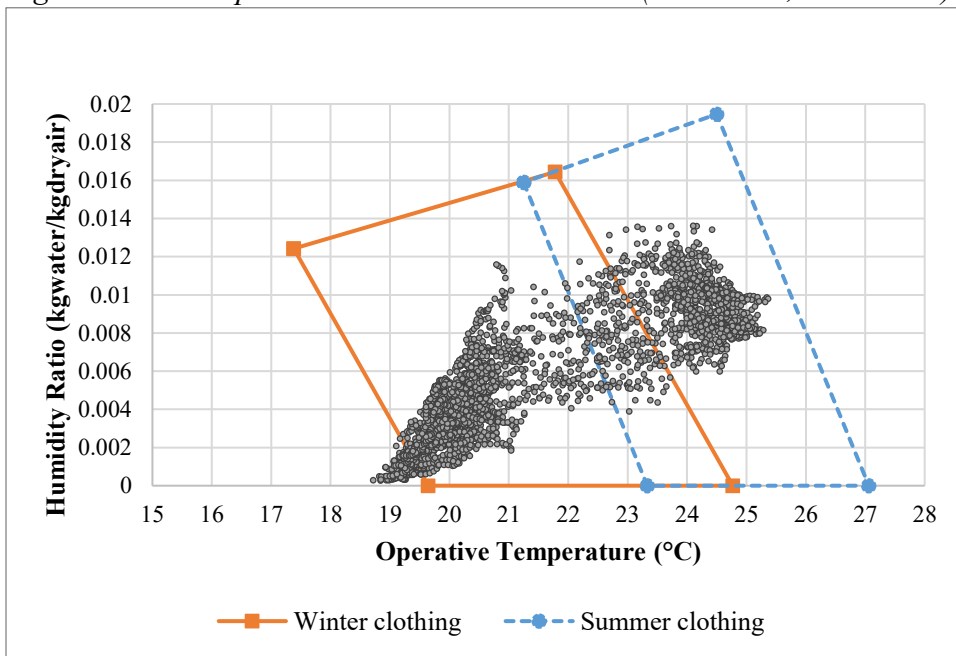 Humidity Ratio (kgwater/kgdryair)
0.02
0.018
0.016
0.014
0.012
0.01
0.008
0.006
0.004
0.002
0
15 16 17 18 19 20 21 22 23 24 25 26 27 28
Operative Temperature (°C)
Winter clothing Summer clothing